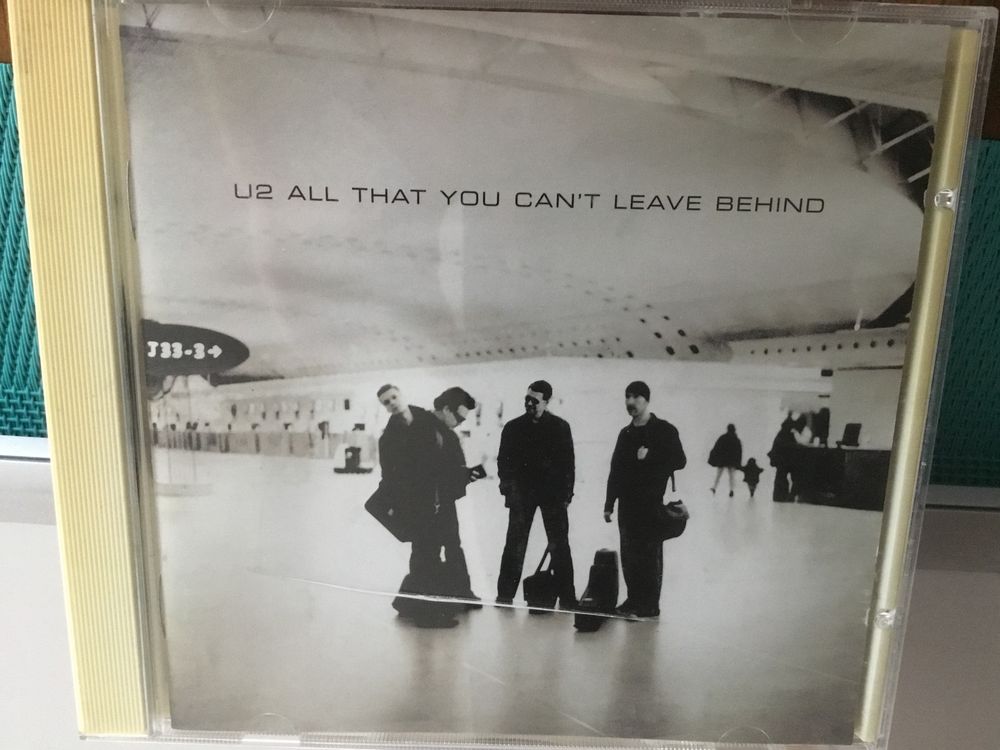 U2 ALL THAT YOU CAN'T LEAVE BEHIND
J33-3→